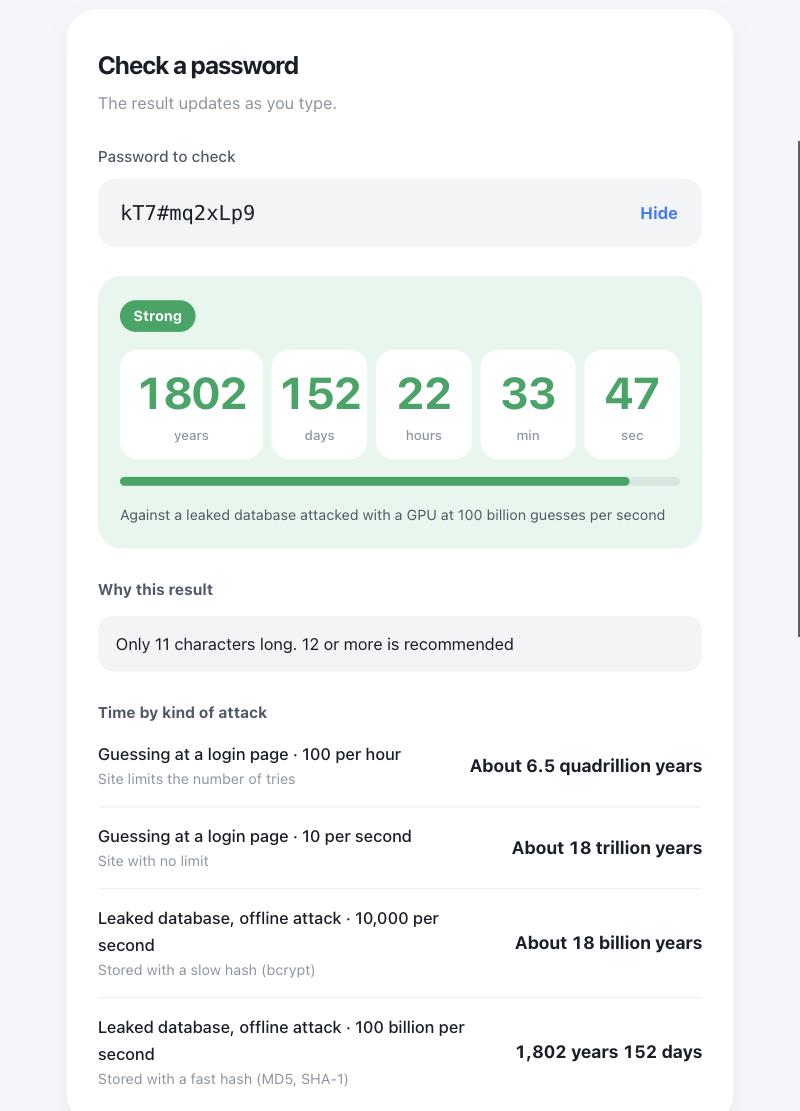 Check a password
The result updates as you type.
Password to check
kT7#mq2xLp9
Hide
Strong
1802 152 22 33 47
years days hours min sec
Against a leaked database attacked with a GPU at 100 billion guesses per second
Why this result
Only 11 characters long. 12 or more is recommended
Time by kind of attack
Guessing at a login page · 100 per hour
Site limits the number of tries
About 6.5 quadrillion years
Guessing at a login page · 10 per second
Site with no limit
About 18 trillion years
Leaked database, offline attack · 10,000 per
second
Stored with a slow hash (bcrypt)
About 18 billion years
Leaked database, offline attack · 100 billion per
second
Stored with a fast hash (MD5, SHA-1)
1,802 years 152 days